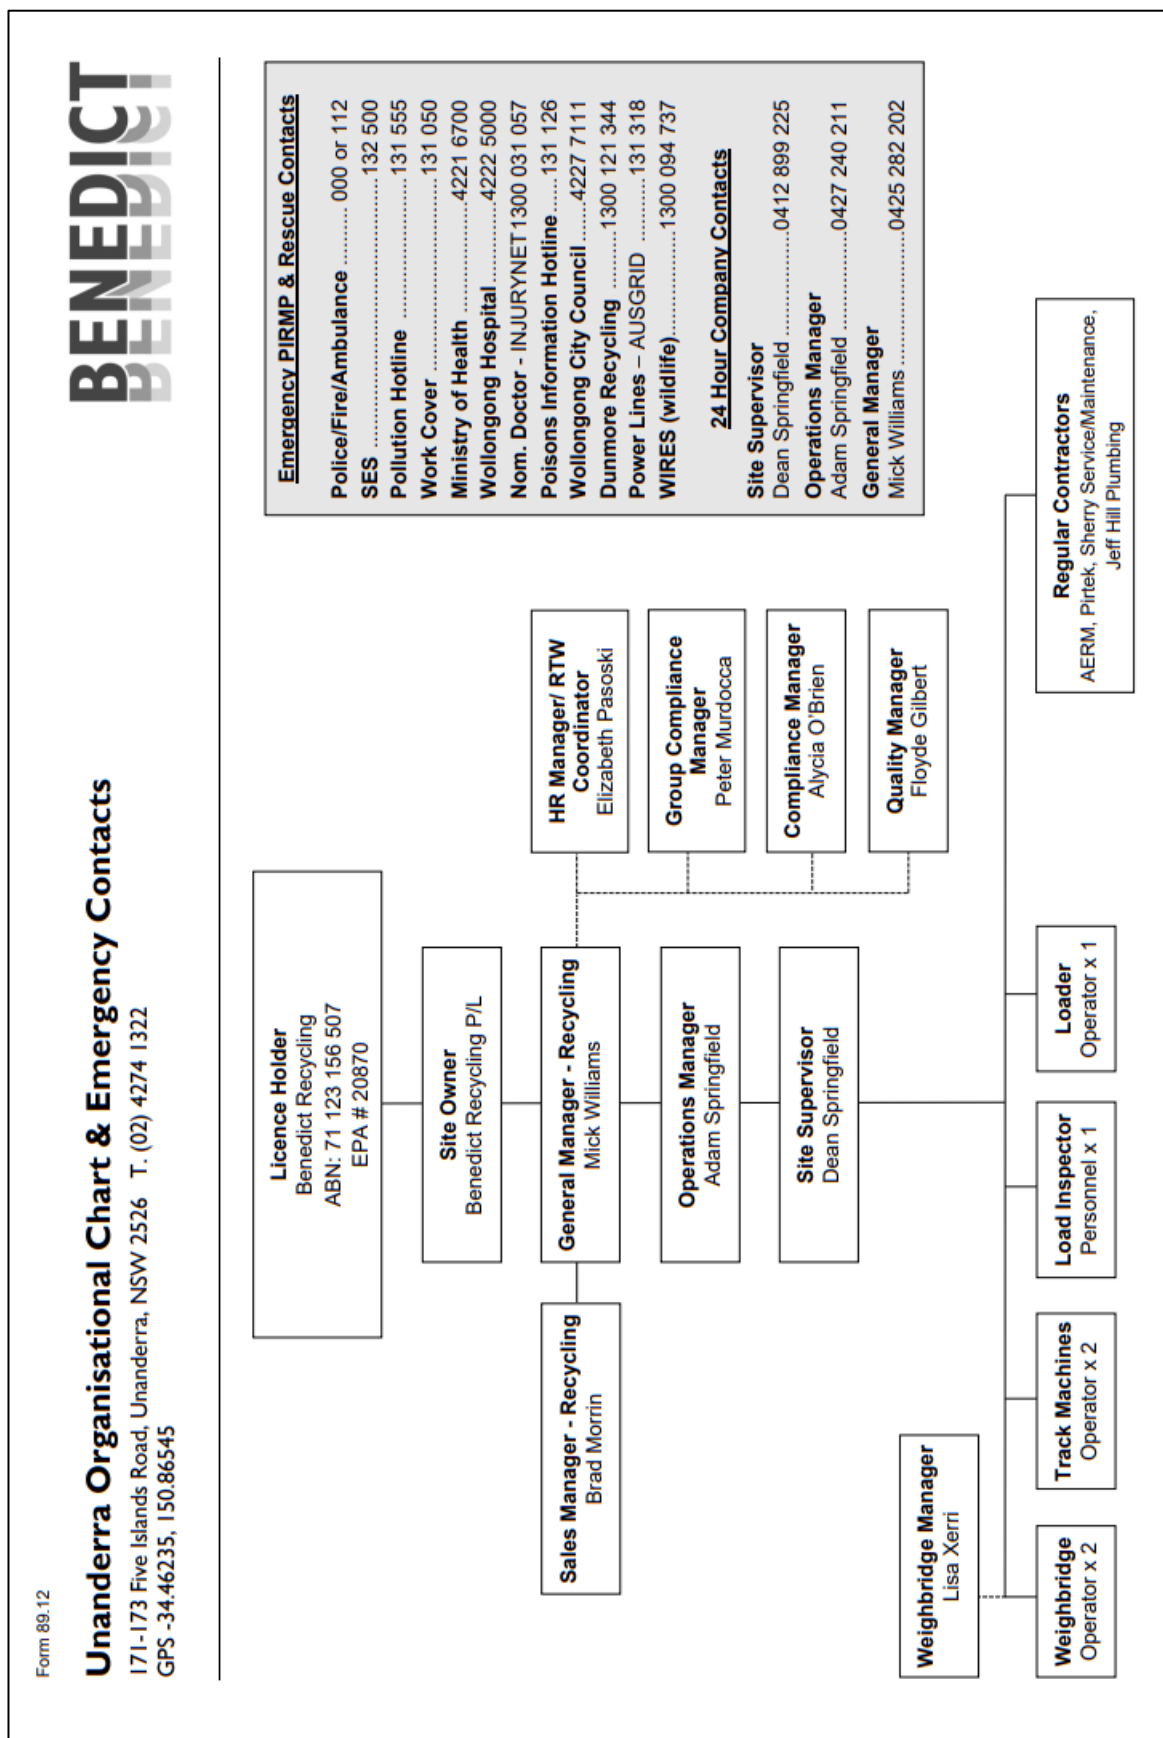 Form 89.12
BENEDICT
Unanderra Organisational Chart & Emergency Contacts
171-173 Five Islands Road, Unanderra, NSW 2526 T. (02) 4274 1322
GPS -34.46235, 150.86545
Licence Holder
Benedict Recycling
ABN: 71 123 156 507
EPA # 20870
Site Owner
Benedict Recycling P/L
Sales Manager - Recycling
Brad Morrin
General Manager - Recycling
Mick Williams
HR Manager/ RTW
Coordinator
Elizabeth Pasoski
Group Compliance
Manager
Peter Murdocca
Compliance Manager
Alycia O'Brien
Quality Manager
Floyde Gilbert
Operations Manager
Adam Springfield
Site Supervisor
Dean Springfield
Weighbridge Manager
Lisa Xerri
Weighbridge
Operator x 2
Track Machines
Operator x 2
Load Inspector
Personnel x 1
Loader
Operator x 1
Regular Contractors
AERM, Pirtek, Sherry Service/Maintenance,
Jeff Hill Plumbing
Emergency PIRMP & Rescue Contacts
Police/Fire/Ambulance ......... 000 or 112
SES ............................................. 132 500
Pollution Hotline ........................ 131 555
Work Cover ................................ 131 050
Ministry of Health .................. 4221 6700
Wollongong Hospital .............. 4222 5000
Nom. Doctor - INJURYNET 1300 031 057
Poisons Information Hotline ..... 131 126
Wollongong City Council ....... 4227 7111
Dunmore Recycling .......... 1300 121 344
Power Lines – AUSGRID .......... 131 318
WIRES (wildlife) ................. 1300 094 737
24 Hour Company Contacts
Site Supervisor
Dean Springfield ................. 0412 899 225
Operations Manager
Adam Springfield ................ 0427 240 211
General Manager
Mick Williams ...................... 0425 282 202